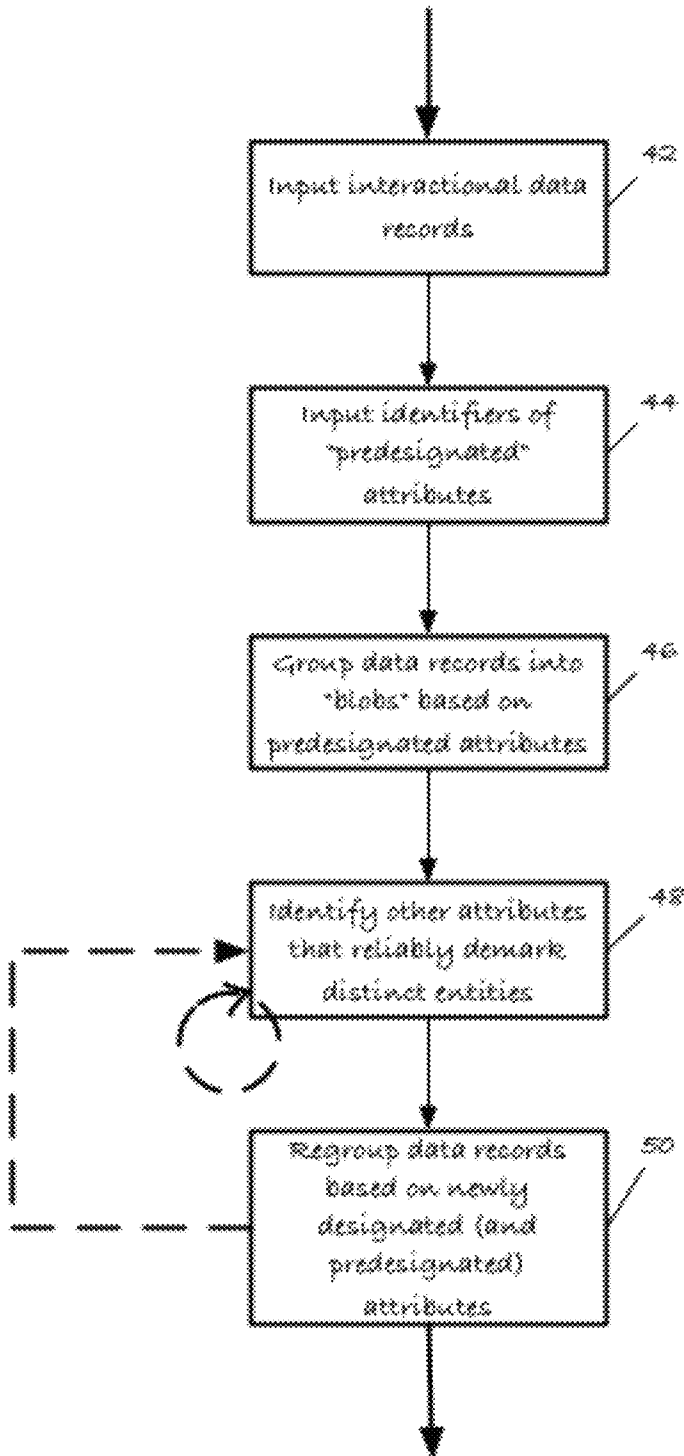 42
Input interactional data
records
44
Input identifiers of
"predesignated"
attributes
46
Group data records into
"blobs" based on
predesignated attributes
48
Identify other attributes
that reliably demark
distinct entities
50
Regroup data records
based on newly
designated (and
predesignated)
attributes